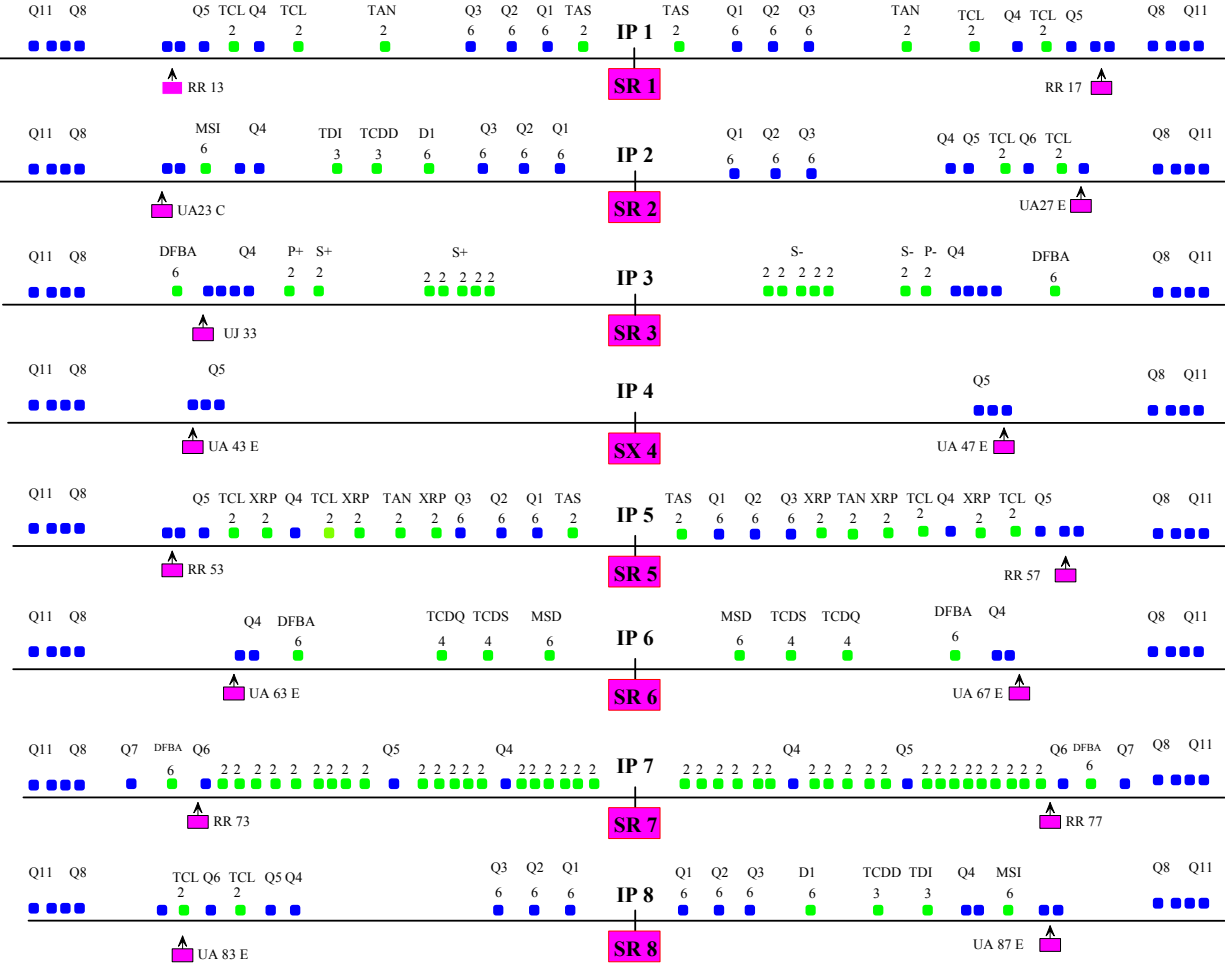 Q11 Q8 Q5 TCL Q4 TCL TAN Q3 Q2 Q1 TAS IP 1 TAS Q1 Q2 Q3 TAN TCL Q4 TCL Q5 Q8 Q11
2 2 2 6 6 6 2 2 6 6 6 2 2 2
RR 13 SR 1 RR 17
Q11 Q8 MSI Q4 TDI TCDD D1 Q3 Q2 Q1 IP 2 Q1 Q2 Q3 Q4 Q5 TCL Q6 TCL Q8 Q11
6 3 3 6 6 6 6 6 6 6 2 2
UA23 C SR 2 UA27 E
Q11 Q8 DFBA Q4 P+ S+ S+ IP 3 S- S- P- Q4 DFBA Q8 Q11
6 2 2 2 2 2 2 2 2 2 2 2 2 2 2 6
UJ 33 SR 3
Q11 Q8 Q5 IP 4 Q5 Q8 Q11
UA 43 E SX 4 UA 47 E
Q11 Q8 Q5 TCL XRP Q4 TCL XRP TAN XRP Q3 Q2 Q1 TAS IP 5 TAS Q1 Q2 Q3 XRP TAN XRP TCL Q4 XRP TCL Q5 Q8 Q11
2 2 2 2 2 2 6 6 6 2 2 6 6 6 2 2 2 2 2 2
RR 53 SR 5 RR 57
Q11 Q8 Q4 DFBA TCDQ TCDS MSD IP 6 MSD TCDS TCDQ DFBA Q4 Q8 Q11
6 4 4 6 6 4 4 6
UA 63 E SR 6 UA 67 E
Q11 Q8 Q7 DFBA Q6 Q5 Q4 IP 7 Q4 Q5 Q6 DFBA Q7 Q8 Q11
6 2 2 2 2 2 2 2 2 2 2 2 2 2 2 2 2 2 2 2 2 2 2 2 2 2 2 2 2 2 2 2 2 2 2 2 2 2 2 6
RR 73 SR 7 RR 77
Q11 Q8 TCL Q6 TCL Q5 Q4 Q3 Q2 Q1 IP 8 Q1 Q2 Q3 D1 TCDD TDI Q4 MSI Q8 Q11
2 2 6 6 6 6 6 6 6 3 3 6
UA 83 E SR 8 UA 87 E